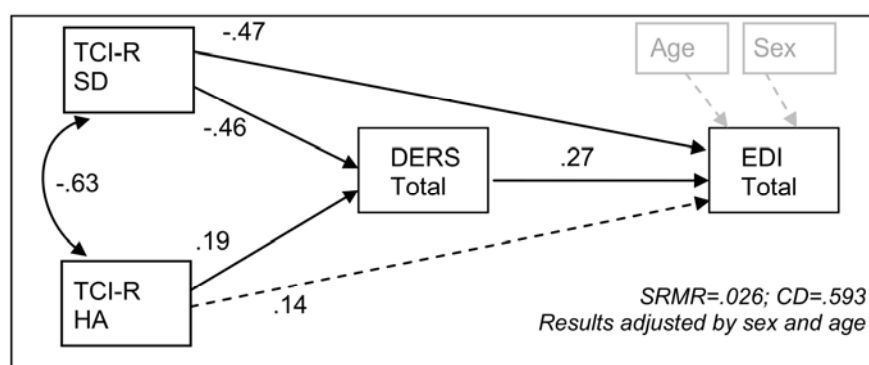 -.47
Age
Sex
TCI-R
SD
-.46
DERS
Total
.27
EDI
Total
-.63
.19
TCI-R
HA
.14
SRMR=.026; CD=.593
Results adjusted by sex and age